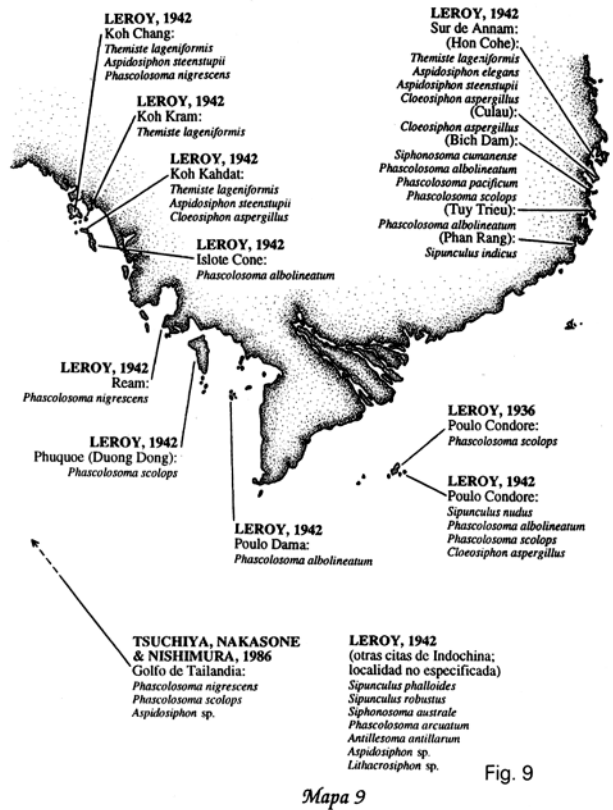 LEROY, 1942
Koh Chang:
Themiste lageniformis
Aspidosiphon steenstupii
Phascolosoma nigrescens
LEROY, 1942
Koh Kram:
Themiste lageniformis
LEROY, 1942
Koh Kahdat:
Themiste lageniformis
Aspidosiphon steenstupii
Cloeosiphon aspergillus
LEROY, 1942
Islote Cone:
Phascolosoma albolineatum
LEROY, 1942
Sur de Annam:
(Hon Cohe):
Themiste lageniformis
Aspidosiphon elegans
Aspidosiphon steenstupii
Cloeosiphon aspergillus
(Culau):
Cloeosiphon aspergillus
(Bich Dam):
Siphonosoma cumanense
Phascolosoma albolineatum
Phascolosoma pacificum
Phascolosoma scolops
(Tuy Trieu):
Phascolosoma albolineatum
(Phan Rang):
Sipunculus indicus
LEROY, 1942
Ream:
Phascolosoma nigrescens
LEROY, 1942
Phuquoe (Duong Dong):
Phascolosoma scolops
LEROY, 1942
Poulo Dama:
Phascolosoma albolineatum
LEROY, 1936
Poulo Condore:
Phascolosoma scolops
LEROY, 1942
Poulo Condore:
Sipunculus nudus
Phascolosoma albolineatum
Phascolosoma scolops
Cloeosiphon aspergillus
TSUCHIYA, NAKASONE
& NISHIMURA, 1986
Golfo de Tailandia:
Phascolosoma nigrescens
Phascolosoma scolops
Aspidosiphon sp.
LEROY, 1942
(otras citas de Indochina;
localidad no especificada)
Sipunculus phalloides
Sipunculus robustus
Siphonosoma australe
Phascolosoma arcuatum
Antillesoma antillarum
Aspidosiphon sp.
Lithacrosiphon sp.
Fig. 9
Mapa 9